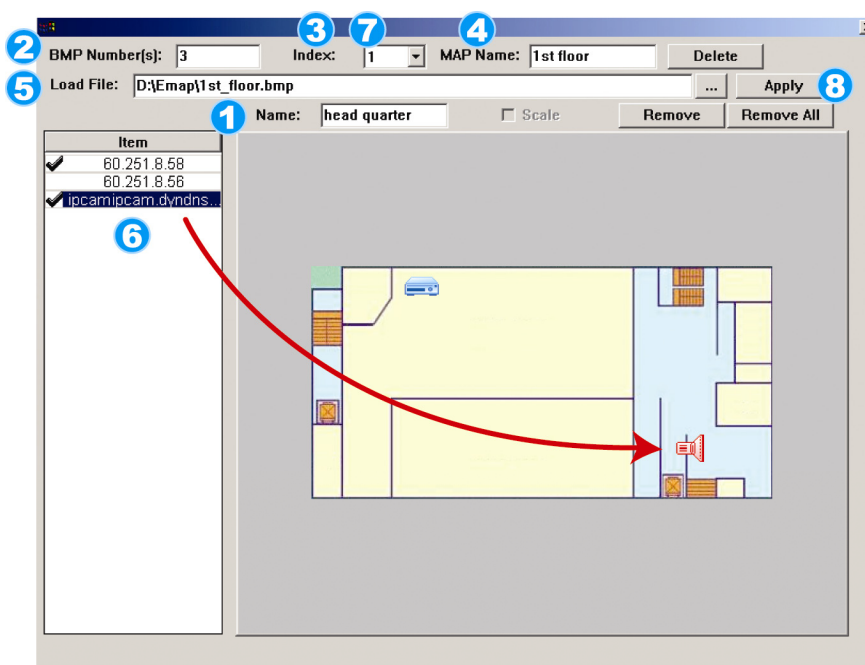 3 7 4
2 BMP Number(s): 3 Index: 1 MAP Name: 1st floor Delete
5 Load File: D:\Emap\1st_floor.bmp ... Apply 8
1 Name: head quarter Scale Remove Remove All
Item
60.251.8.58
60.251.8.56
ipcamipcam.dyndns...
6